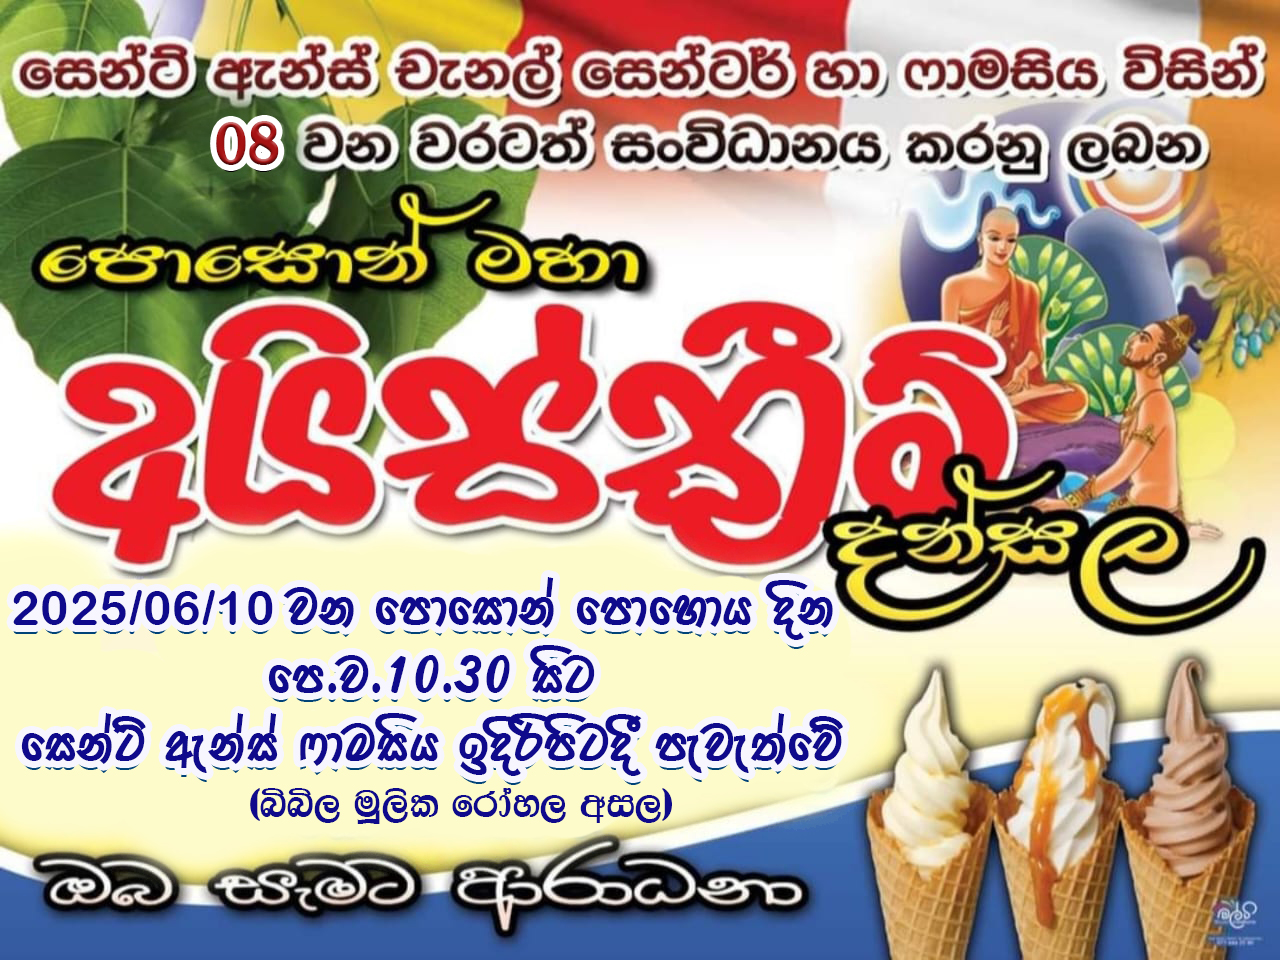 සෙන්ට් ඇන්ස් චැනල් සෙන්ටර් හා ෆාමසිය විසින්
08 වන වරටත් සංවිධානය කරනු ලබන
පොසොන් මහා
අයිස්ක්‍රීම්
දන්සල
2025/06/10 වන පොසොන් පොහොය දින
පෙ.ව.10.30 සිට
සෙන්ට් ඇන්ස් ෆාමසිය ඉදිරිපිටදී පැවැත්වේ
(බිබිල මූලික රෝහල අසල)
ඔබ සැමට ආරාධනා